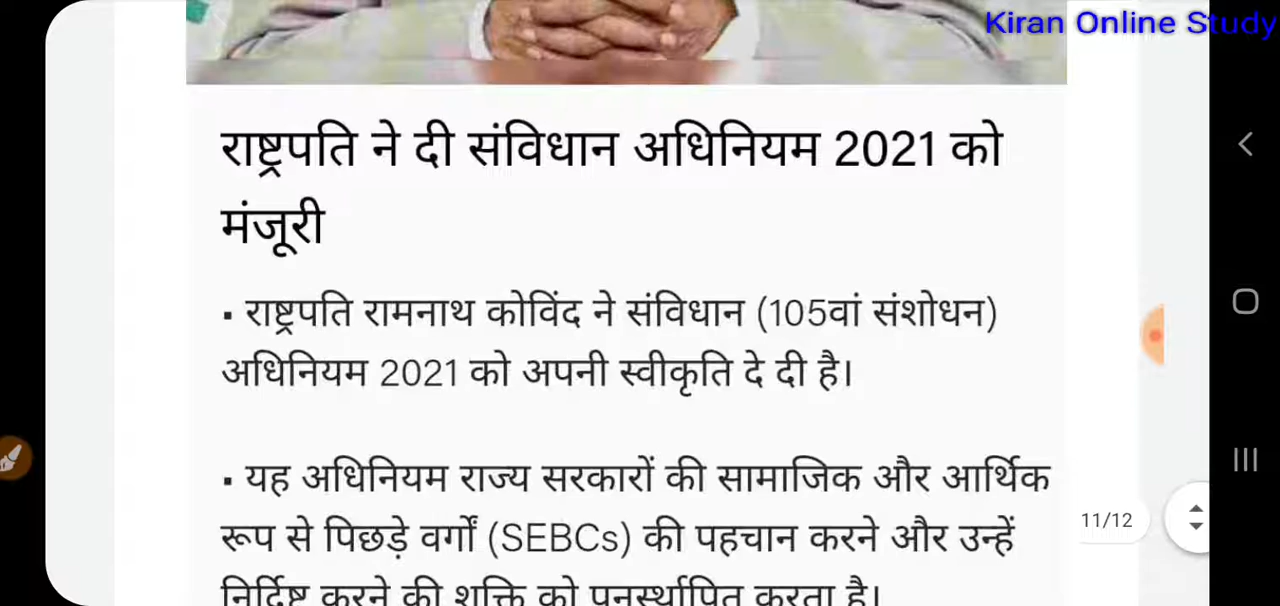 Kiran Online Study
राष्ट्रपति ने दी संविधान अधिनियम 2021 को
मंजूरी
▪ राष्ट्रपति रामनाथ कोविंद ने संविधान (105वां संशोधन)
अधिनियम 2021 को अपनी स्वीकृति दे दी है।
▪ यह अधिनियम राज्य सरकारों की सामाजिक और आर्थिक
रूप से पिछड़े वर्गों (SEBCs) की पहचान करने और उन्हें
निर्दिष्ट करने की शक्ति को पुनर्स्थापित करता है।
11/12